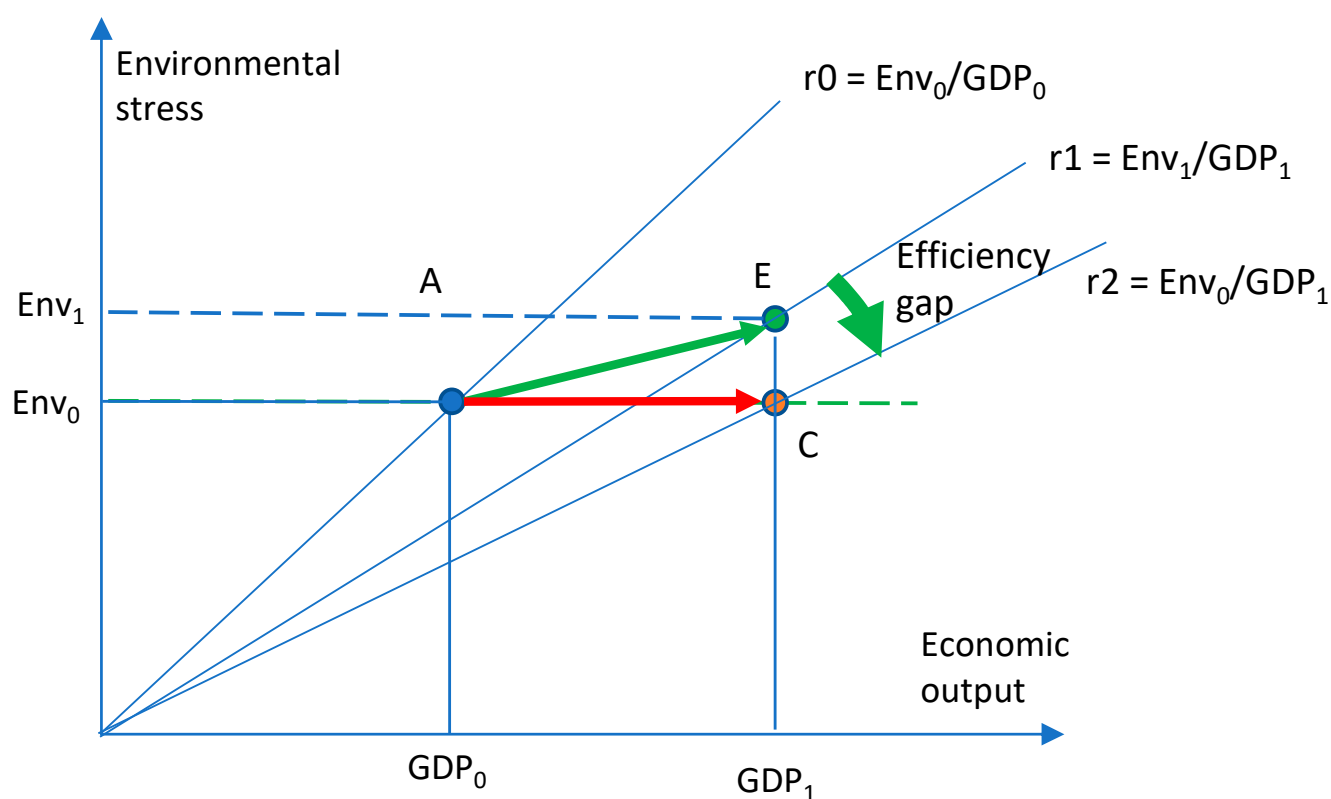 Environmental
stress
r0 = Env₀/GDP₀
r1 = Env₁/GDP₁
Efficiency
gap
r2 = Env₀/GDP₁
A
E
Env₁
Env₀
C
Economic
output
GDP₀
GDP₁